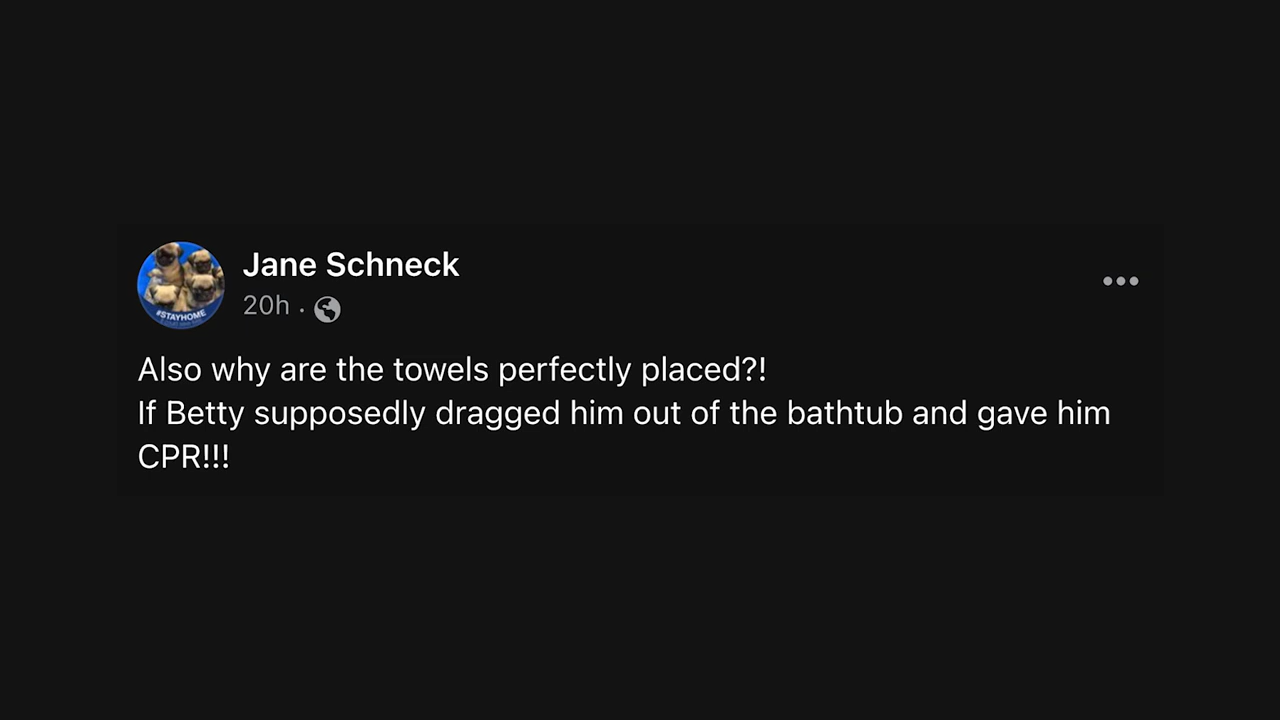 Jane Schneck
20h ·
Also why are the towels perfectly placed?!
If Betty supposedly dragged him out of the bathtub and gave him
CPR!!!
#STAYHOME